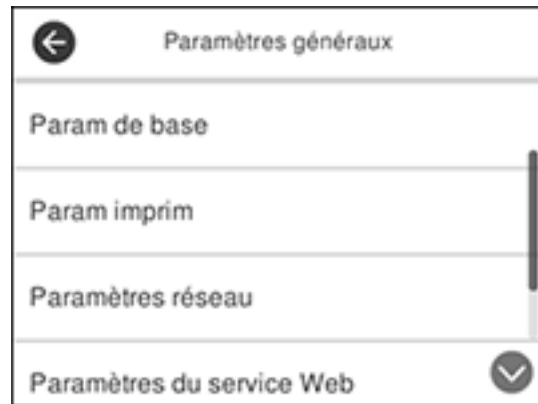 Paramètres généraux
Param de base
Param imprim
Paramètres réseau
Paramètres du service Web